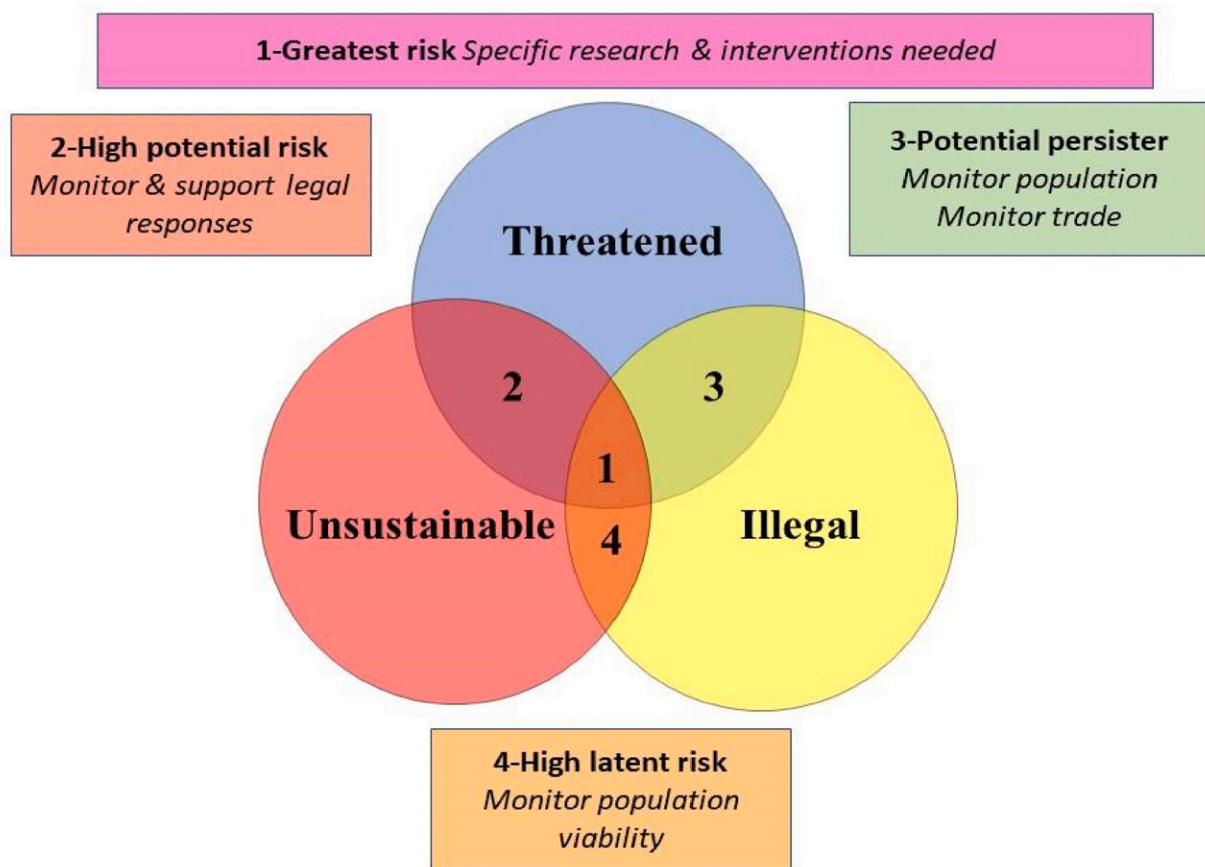 1-Greatest risk Specific research & interventions needed
2-High potential risk
Monitor & support legal
responses
3-Potential persister
Monitor population
Monitor trade
Threatened
2
3
1
Unsustainable
4
Illegal
4-High latent risk
Monitor population
viability